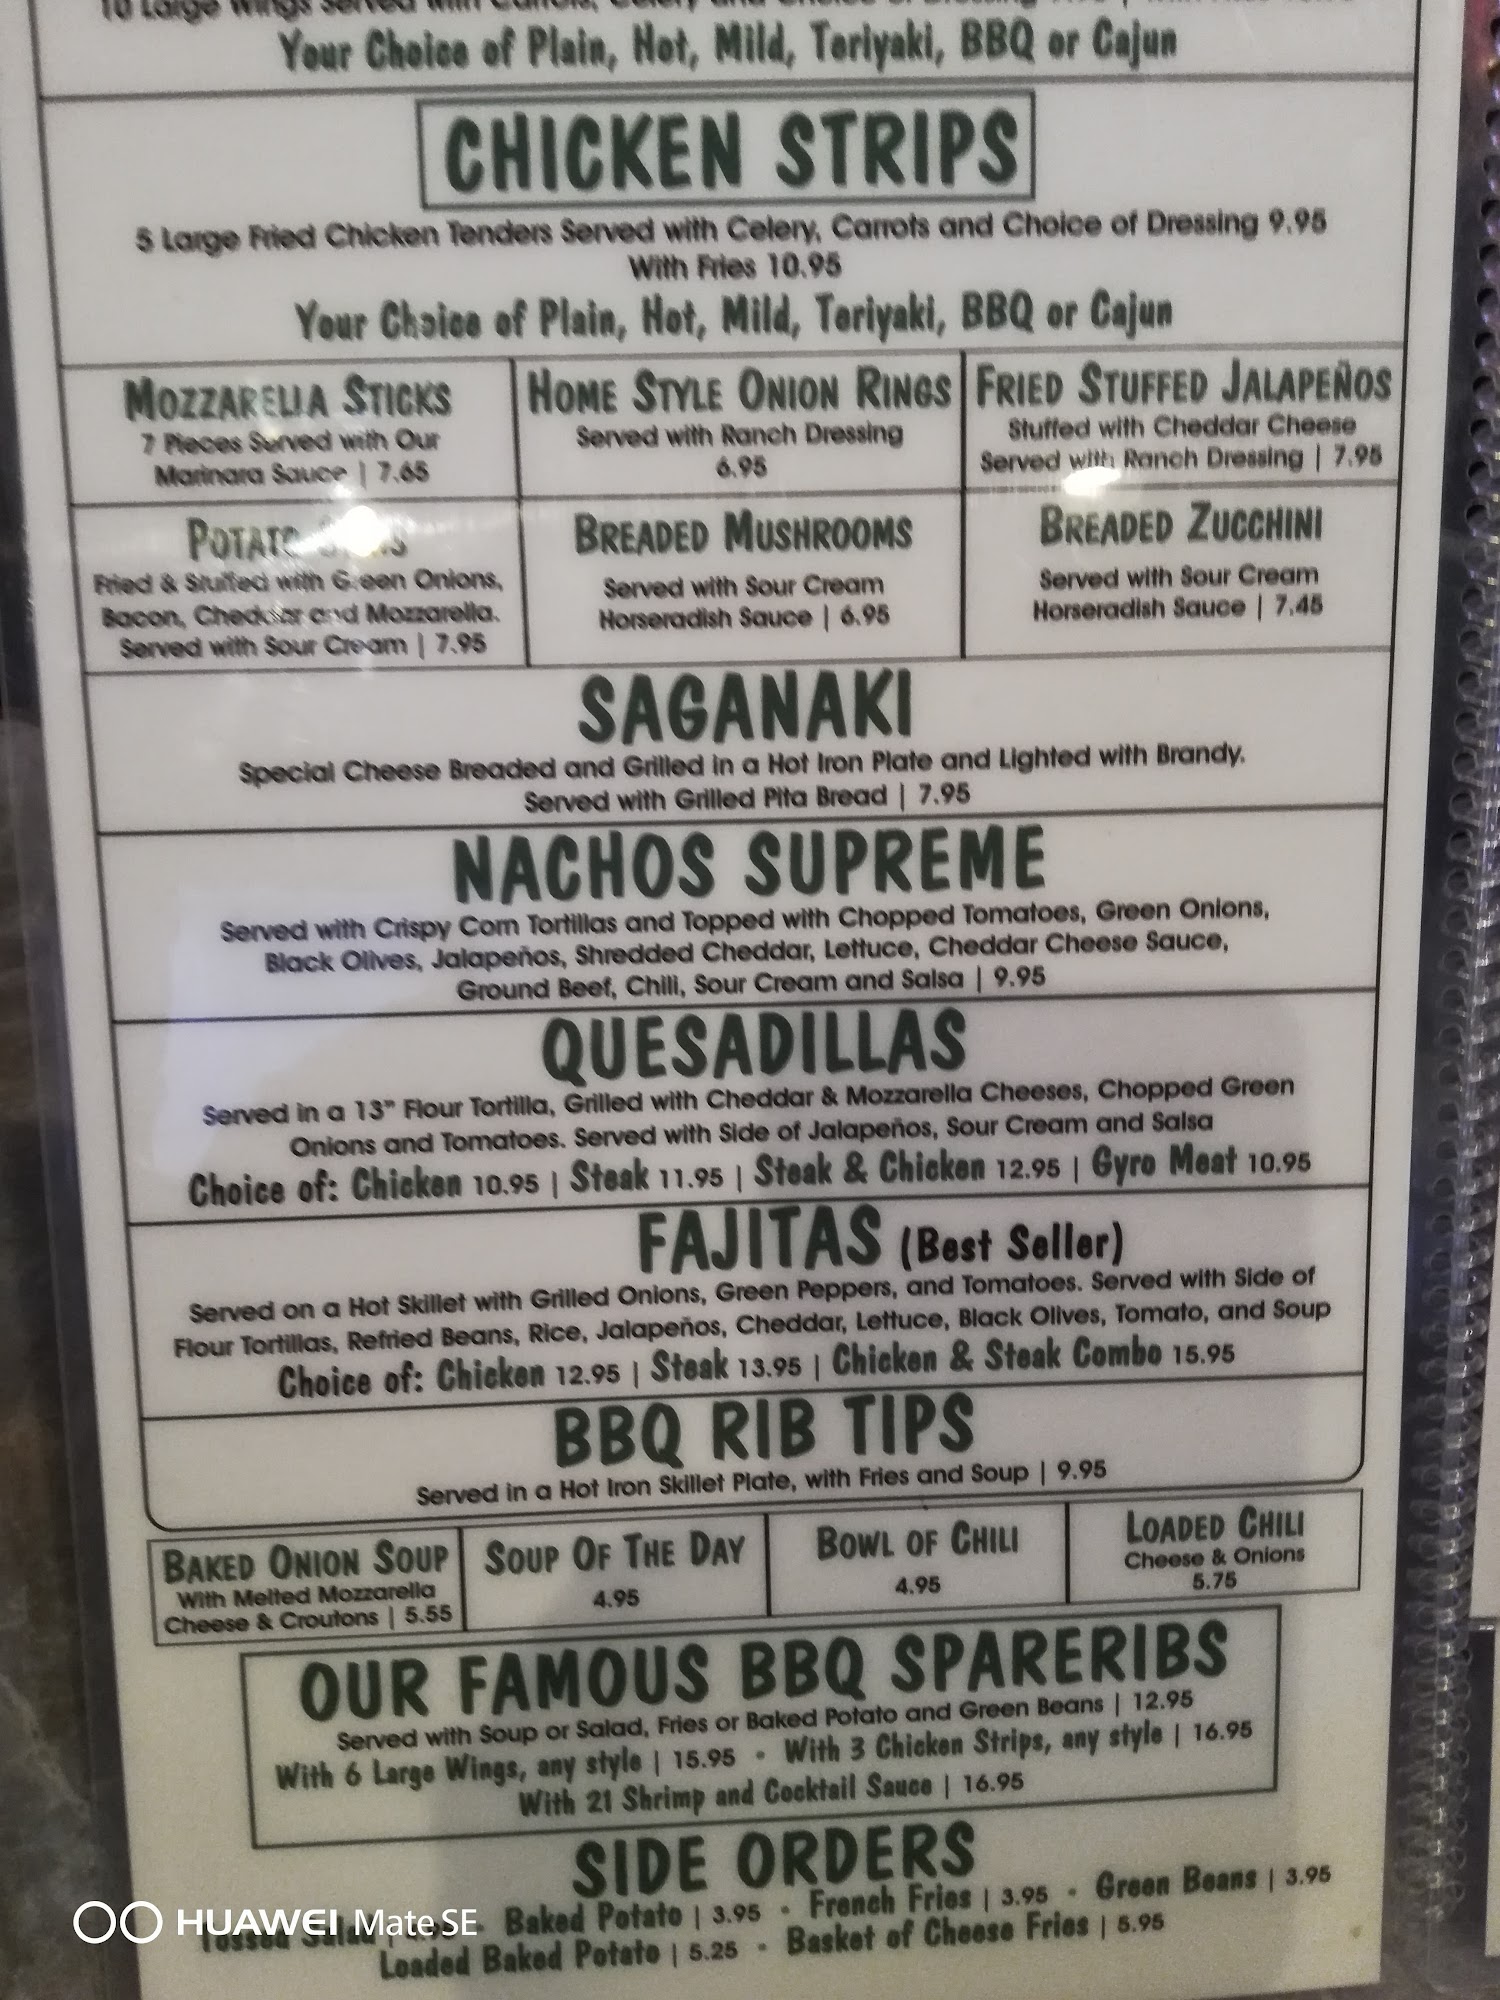 10 Large Wings Served with Carrots, Celery and Choice of Dressing
Your Choice of Plain, Hot, Mild, Teriyaki, BBQ or Cajun
CHICKEN STRIPS
5 Large Fried Chicken Tenders Served with Celery, Carrots and Choice of Dressing 9.95
With Fries 10.95
Your Choice of Plain, Hot, Mild, Teriyaki, BBQ or Cajun
MOZZARELLA STICKS
7 Pieces Served with Our
Marinara Sauce | 7.65
HOME STYLE ONION RINGS
Served with Ranch Dressing
6.95
FRIED STUFFED JALAPEÑOS
Stuffed with Cheddar Cheese
Served with Ranch Dressing | 7.95
POTATO
Fried & Stuffed with Green Onions,
Bacon, Cheddar and Mozzarella.
Served with Sour Cream | 7.95
BREADED MUSHROOMS
Served with Sour Cream
Horseradish Sauce | 6.95
BREADED ZUCCHINI
Served with Sour Cream
Horseradish Sauce | 7.45
SAGANAKI
Special Cheese Breaded and Grilled in a Hot Iron Plate and Lighted with Brandy.
Served with Grilled Pita Bread | 7.95
NACHOS SUPREME
Served with Crispy Corn Tortillas and Topped with Chopped Tomatoes, Green Onions,
Black Olives, Jalapeños, Shredded Cheddar, Lettuce, Cheddar Cheese Sauce,
Ground Beef, Chili, Sour Cream and Salsa | 9.95
QUESADILLAS
Served in a 13" Flour Tortilla, Grilled with Cheddar & Mozzarella Cheeses, Chopped Green
Onions and Tomatoes. Served with Side of Jalapeños, Sour Cream and Salsa
Choice of: Chicken 10.95 | Steak 11.95 | Steak & Chicken 12.95 | Gyro Meat 10.95
FAJITAS (Best Seller)
Served on a Hot Skillet with Grilled Onions, Green Peppers, and Tomatoes. Served with Side of
Flour Tortillas, Refried Beans, Rice, Jalapeños, Cheddar, Lettuce, Black Olives, Tomato, and Soup
Choice of: Chicken 12.95 | Steak 13.95 | Chicken & Steak Combo 15.95
BBQ RIB TIPS
Served in a Hot Iron Skillet Plate, with Fries and Soup | 9.95
BAKED ONION SOUP
With Melted Mozzarella
Cheese & Croutons | 5.55
SOUP OF THE DAY
4.95
BOWL OF CHILI
4.95
LOADED CHILI
Cheese & Onions
5.75
OUR FAMOUS BBQ SPARERIBS
Served with Soup or Salad, Fries or Baked Potato and Green Beans | 12.95
With 6 Large Wings, any style | 15.95 • With 3 Chicken Strips, any style | 16.95
With 21 Shrimp and Cocktail Sauce | 16.95
SIDE ORDERS
Tossed Salad • Baked Potato | 3.95 • French Fries | 3.95 • Green Beans | 3.95
Loaded Baked Potato | 5.25 • Basket of Cheese Fries | 5.95
HUAWEI Mate SE